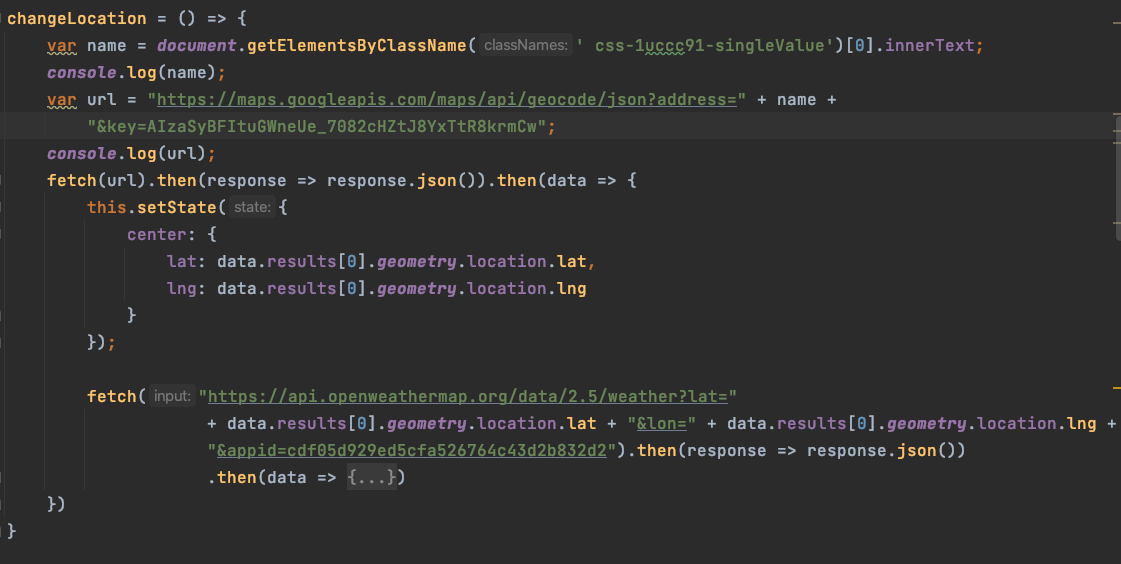 changeLocation = () => {
var name = document.getElementsByClassName( classNames: ' css-1uccc91-singleValue')[0].innerText;
console.log(name);
var url = "https://maps.googleapis.com/maps/api/geocode/json?address=" + name +
"&key=AIzaSyBFItuGWneUe_7082cHZtJ8YxTtR8krmCw";
console.log(url);
fetch(url).then(response => response.json()).then(data => {
this.setState( state: {
center: {
lat: data.results[0].geometry.location.lat,
lng: data.results[0].geometry.location.lng
}
});
fetch( input: "https://api.openweathermap.org/data/2.5/weather?lat="
+ data.results[0].geometry.location.lat + "&lon=" + data.results[0].geometry.location.lng +
"&appid=cdf05d929ed5cfa526764c43d2b832d2").then(response => response.json())
.then(data => {...})
})
}